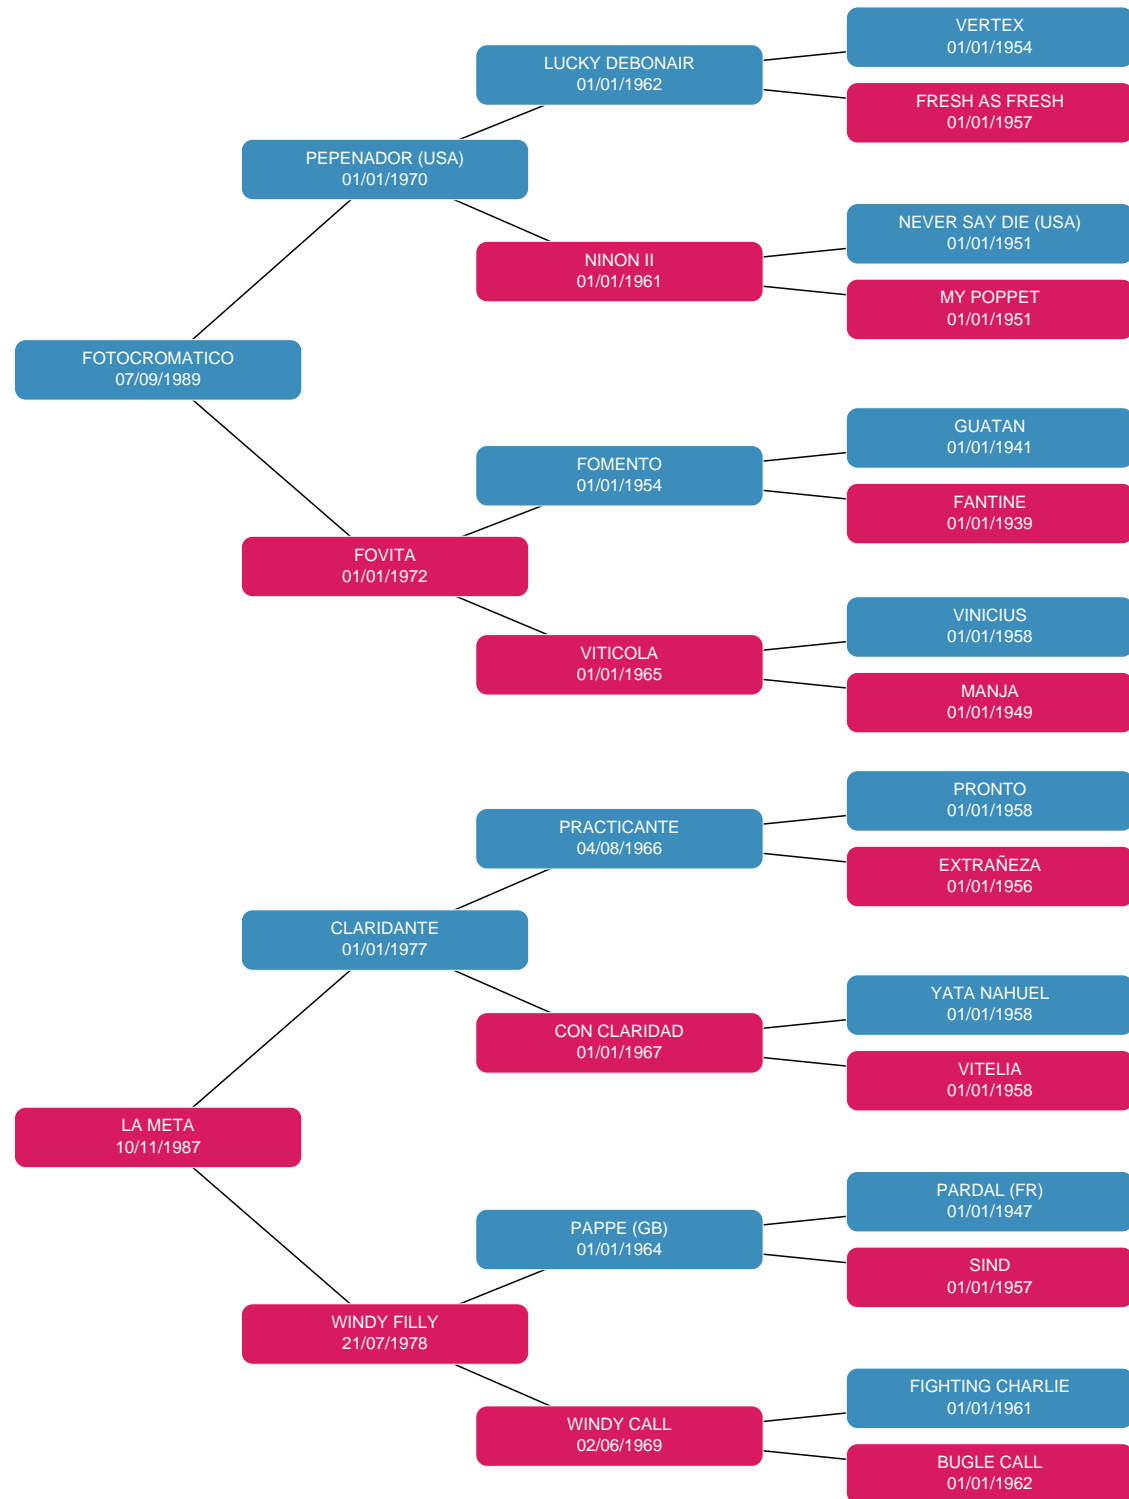 VERTEX
01/01/1954
LUCKY DEBONAIR
01/01/1962
FRESH AS FRESH
01/01/1957
PEPENADOR (USA)
01/01/1970
NEVER SAY DIE (USA)
01/01/1951
NINON II
01/01/1961
MY POPPET
01/01/1951
FOTOCROMATICO
07/09/1989
GUATAN
01/01/1941
FOMENTO
01/01/1954
FANTINE
01/01/1939
FOVITA
01/01/1972
VINICIUS
01/01/1958
VITICOLA
01/01/1965
MANJA
01/01/1949
PRONTO
01/01/1958
PRACTICANTE
04/08/1966
EXTRAÑEZA
01/01/1956
CLARIDANTE
01/01/1977
YATA NAHUEL
01/01/1958
CON CLARIDAD
01/01/1967
VITELIA
01/01/1958
LA META
10/11/1987
PARDAL (FR)
01/01/1947
PAPPE (GB)
01/01/1964
SIND
01/01/1957
WINDY FILLY
21/07/1978
FIGHTING CHARLIE
01/01/1961
WINDY CALL
02/06/1969
BUGLE CALL
01/01/1962